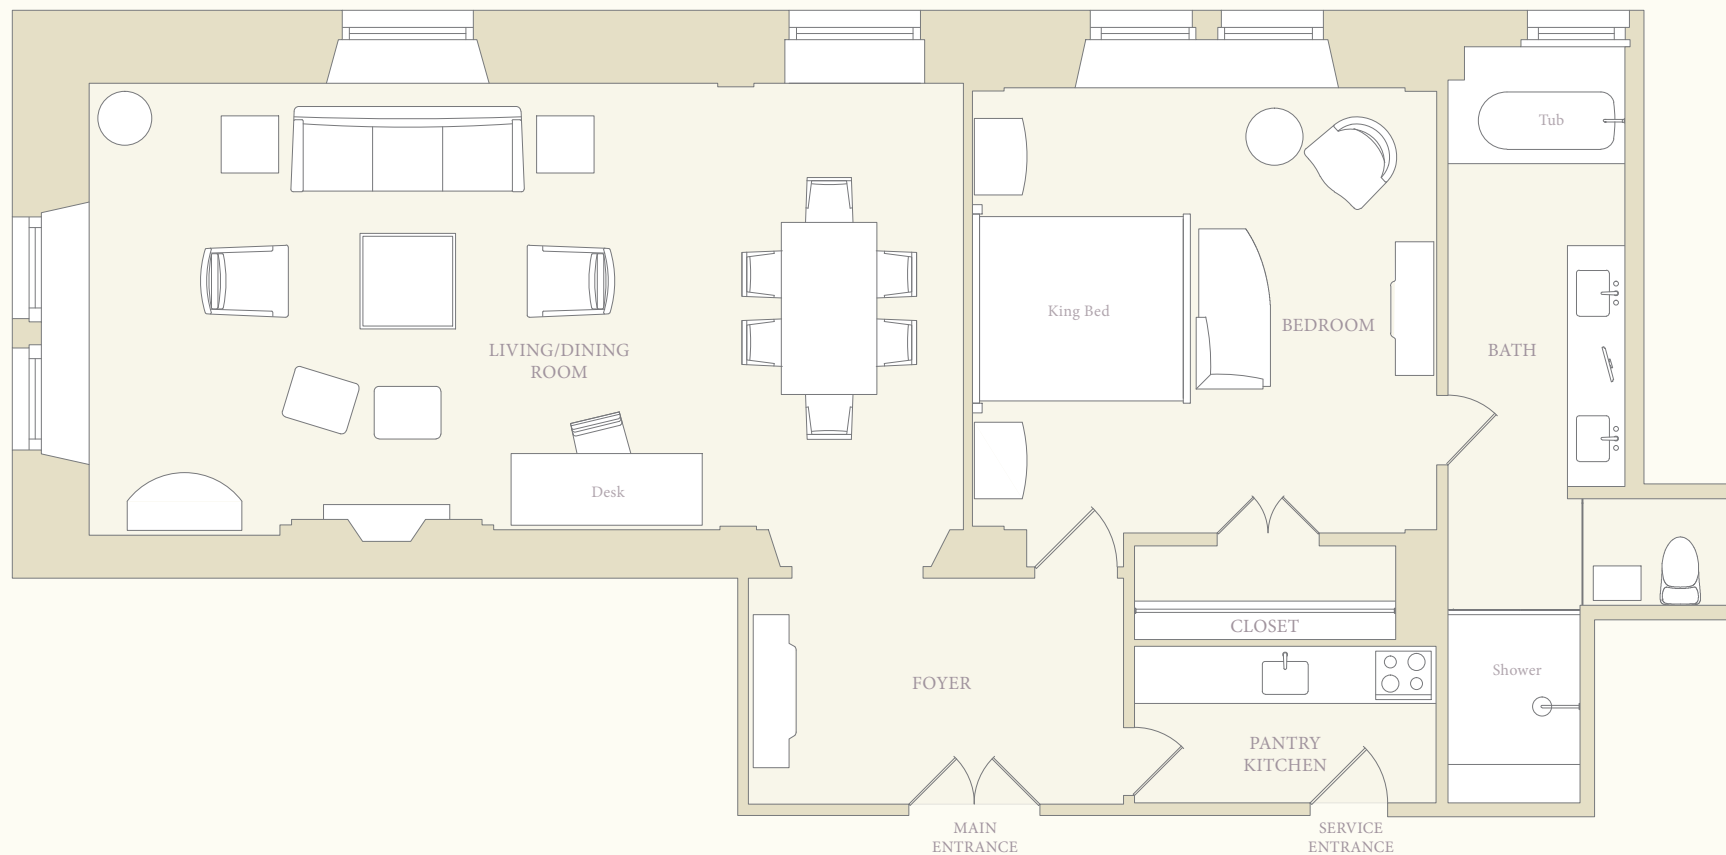 Tub
King Bed
BEDROOM
LIVING/DINING
ROOM
BATH
Desk
CLOSET
Shower
FOYER
PANTRY
KITCHEN
MAIN
ENTRANCE
SERVICE
ENTRANCE